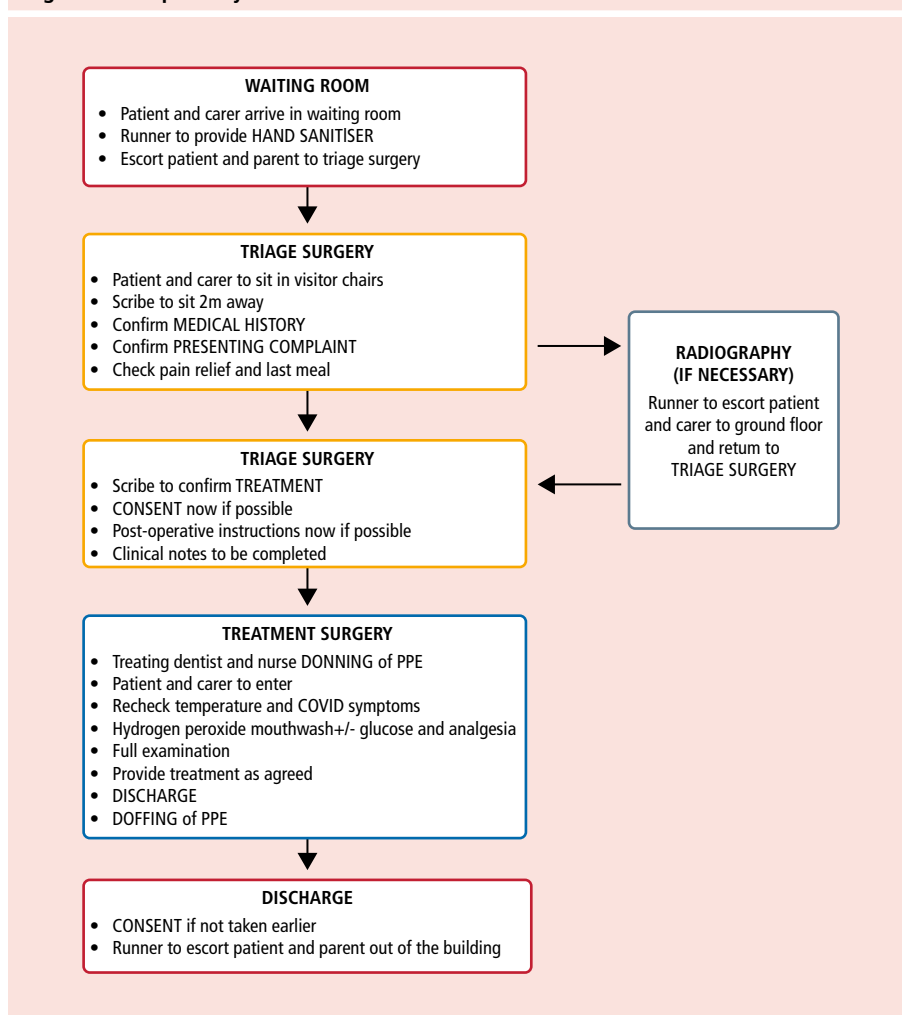 WAITING ROOM
• Patient and carer arrive in waiting room
• Runner to provide HAND SANITISER
• Escort patient and parent to triage surgery
TRIAGE SURGERY
• Patient and carer to sit in visitor chairs
• Scribe to sit 2m away
• Confirm MEDICAL HISTORY
• Confirm PRESENTING COMPLAINT
• Check pain relief and last meal
RADIOGRAPHY
(IF NECESSARY)
Runner to escort patient
and carer to ground floor
and return to
TRIAGE SURGERY
TRIAGE SURGERY
• Scribe to confirm TREATMENT
• CONSENT now if possible
• Post-operative instructions now if possible
• Clinical notes to be completed
TREATMENT SURGERY
• Treating dentist and nurse DONNING of PPE
• Patient and carer to enter
• Recheck temperature and COVID symptoms
• Hydrogen peroxide mouthwash+/- glucose and analgesia
• Full examination
• Provide treatment as agreed
• DISCHARGE
• DOFFING of PPE
DISCHARGE
• CONSENT if not taken earlier
• Runner to escort patient and parent out of the building